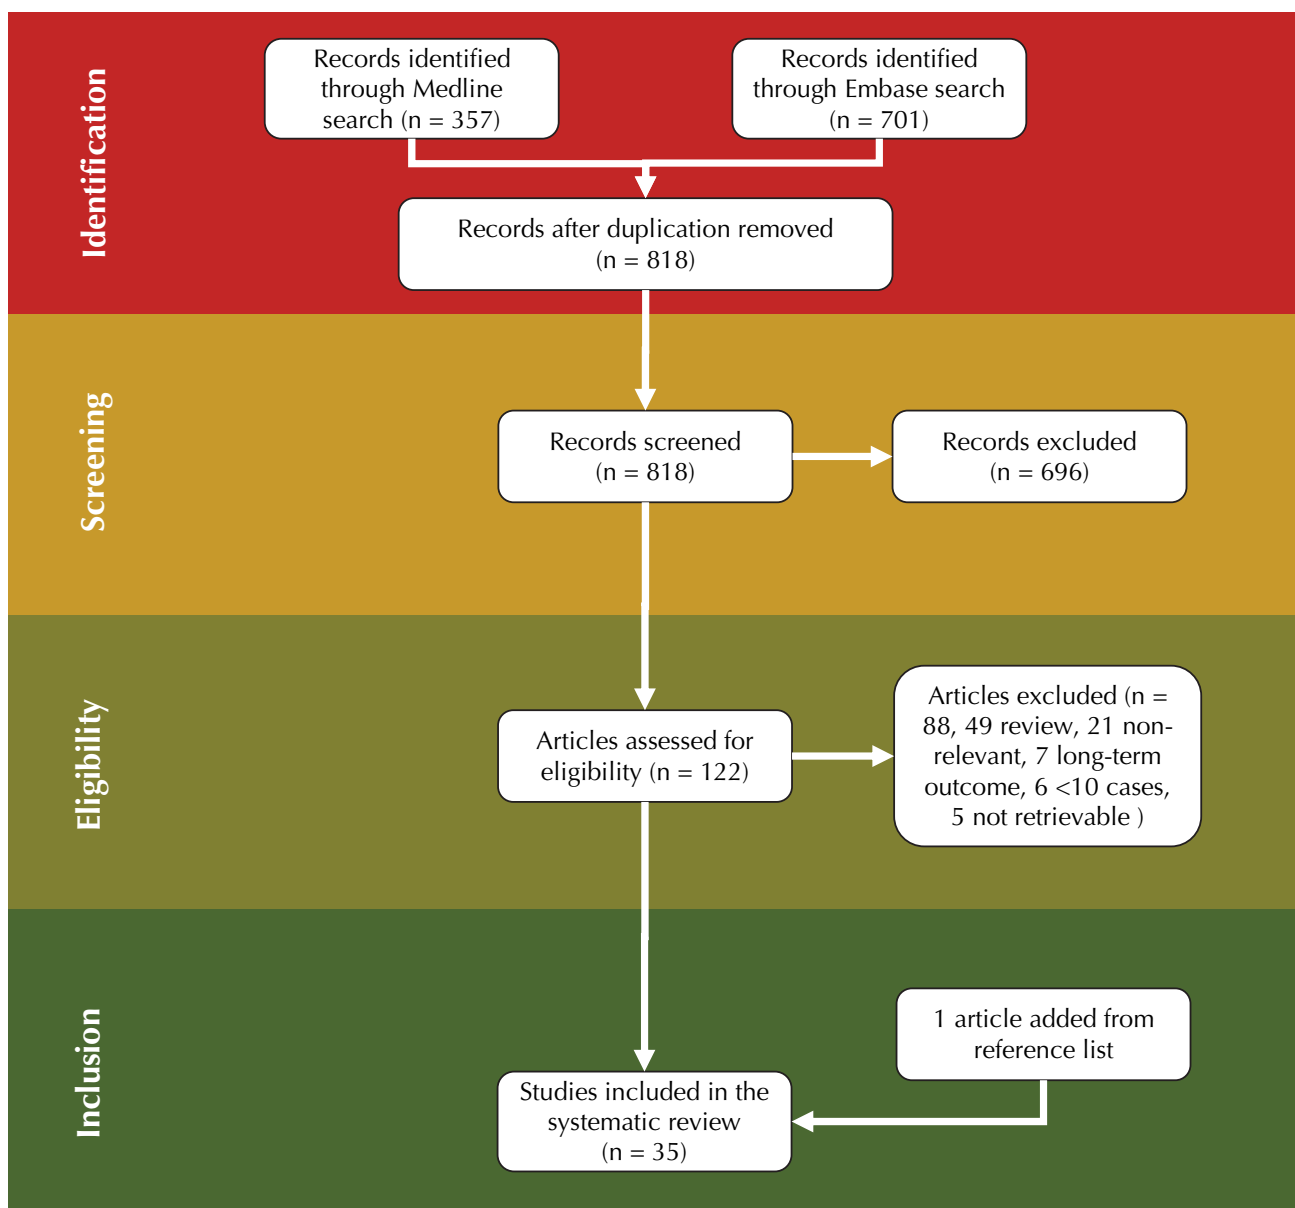 Identification
Records identified
through Medline
search (n = 357)
Records identified
through Embase search
(n = 701)
Records after duplication removed
(n = 818)
Screening
Records screened
(n = 818)
Records excluded
(n = 696)
Eligibility
Articles assessed for
eligibility (n = 122)
Articles excluded (n =
88, 49 review, 21 non-
relevant, 7 long-term
outcome, 6 <10 cases,
5 not retrievable )
Inclusion
1 article added from
reference list
Studies included in the
systematic review
(n = 35)